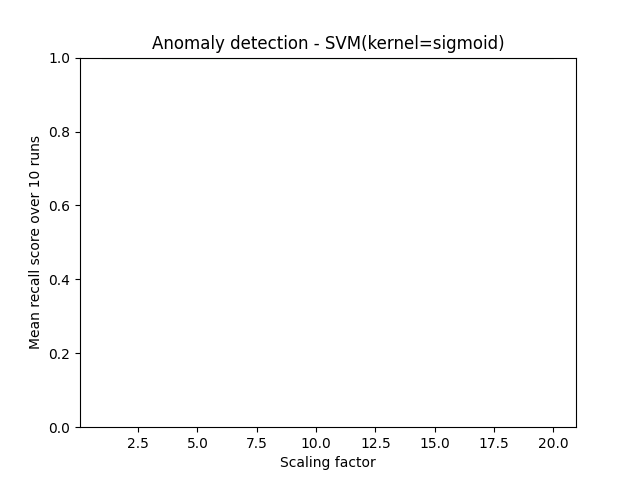 Anomaly detection - SVM(kernel=sigmoid)
1.0
0.8
0.6
0.4
0.2
0.0
Mean recall score over 10 runs
2.5 5.0 7.5 10.0 12.5 15.0 17.5 20.0
Scaling factor